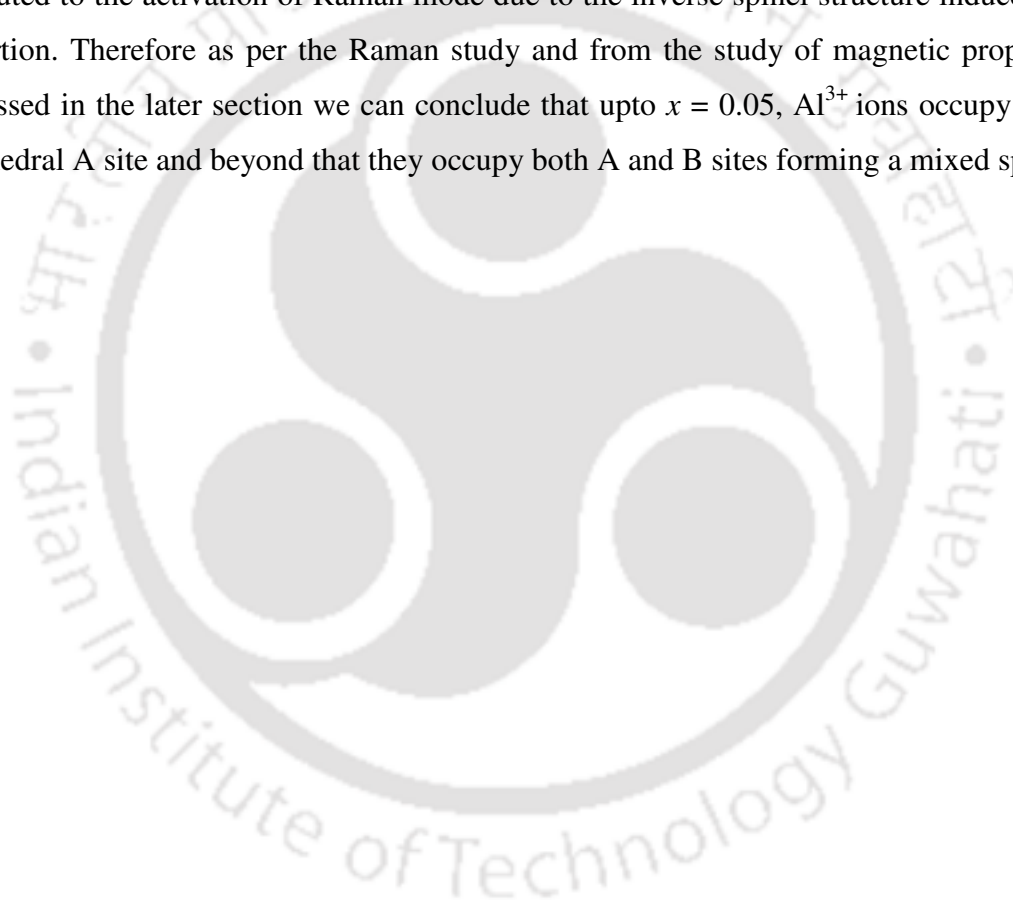 uted to the activation of Raman mode due to the inverse spinel structure induce
rtion. Therefore as per the Raman study and from the study of magnetic prop
ssed in the later section we can conclude that upto x = 0.05, Al³⁺ ions occupy
edral A site and beyond that they occupy both A and B sites forming a mixed sp
Indian Institute of Technology Guwahati